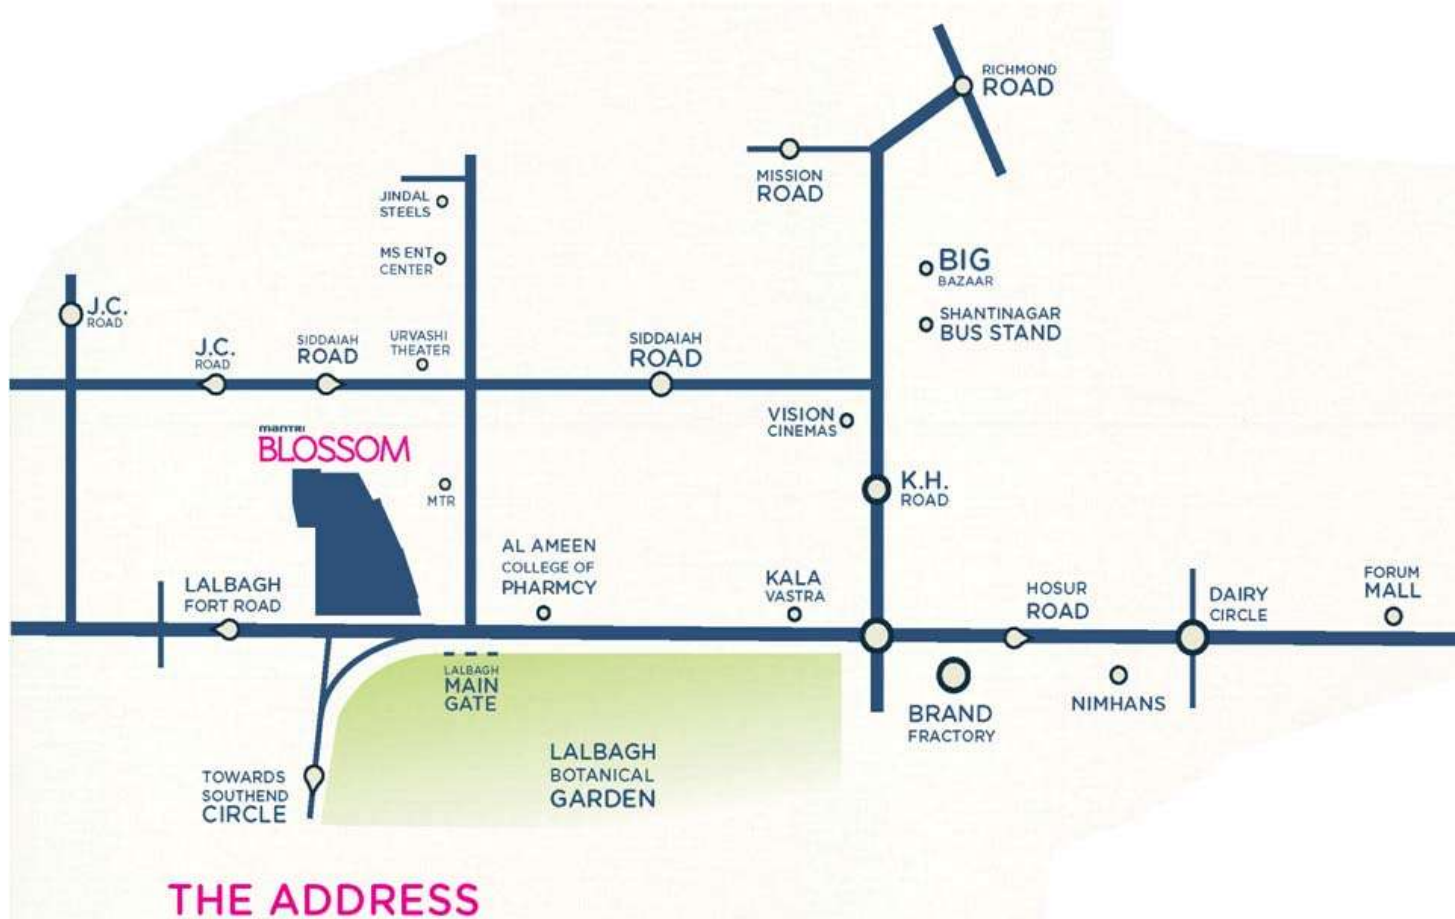 RICHMOND
ROAD
MISSION
ROAD
JINDAL
STEELS
MS ENT
CENTER
BIG
BAZAAR
SHANTINAGAR
BUS STAND
J.C.
ROAD
J.C.
ROAD
SIDDAIAH
ROAD
URVASHI
THEATER
SIDDAIAH
ROAD
VISION
CINEMAS
mantri
BLOSSOM
MTR
K.H.
ROAD
AL AMEEN
COLLEGE OF
PHARMCY
LALBAGH
FORT ROAD
KALA
VASTRA
HOSUR
ROAD
DAIRY
CIRCLE
FORUM
MALL
LALBAGH
MAIN
GATE
BRAND
FRACTORY
NIMHANS
LALBAGH
BOTANICAL
GARDEN
TOWARDS
SOUTHEND
CIRCLE
THE ADDRESS